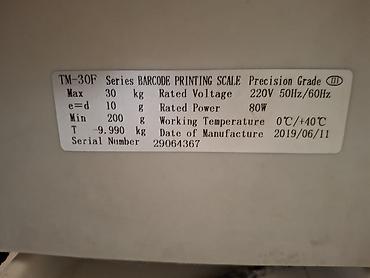 TM-30F Series BARCODE PRINTING SCALE Precision Grade III
Max 30 kg Rated Voltage 220V 50Hz/60Hz
e=d 10 g Rated Power 80W
Min 200 g Working Temperature 0℃/+40℃
T -9.990 kg Date of Manufacture 2019/06/11
Serial Number 29064367